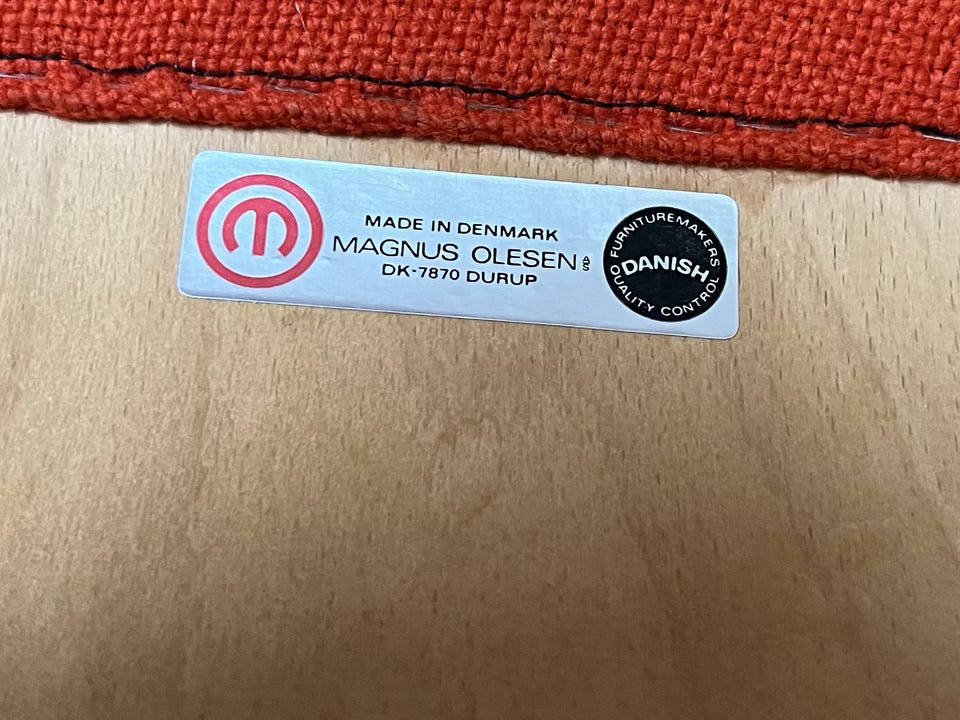 MADE IN DENMARK
MAGNUS OLESEN A/S
DK-7870 DURUP
FURNITUREMAKERS
DANISH
QUALITY CONTROL